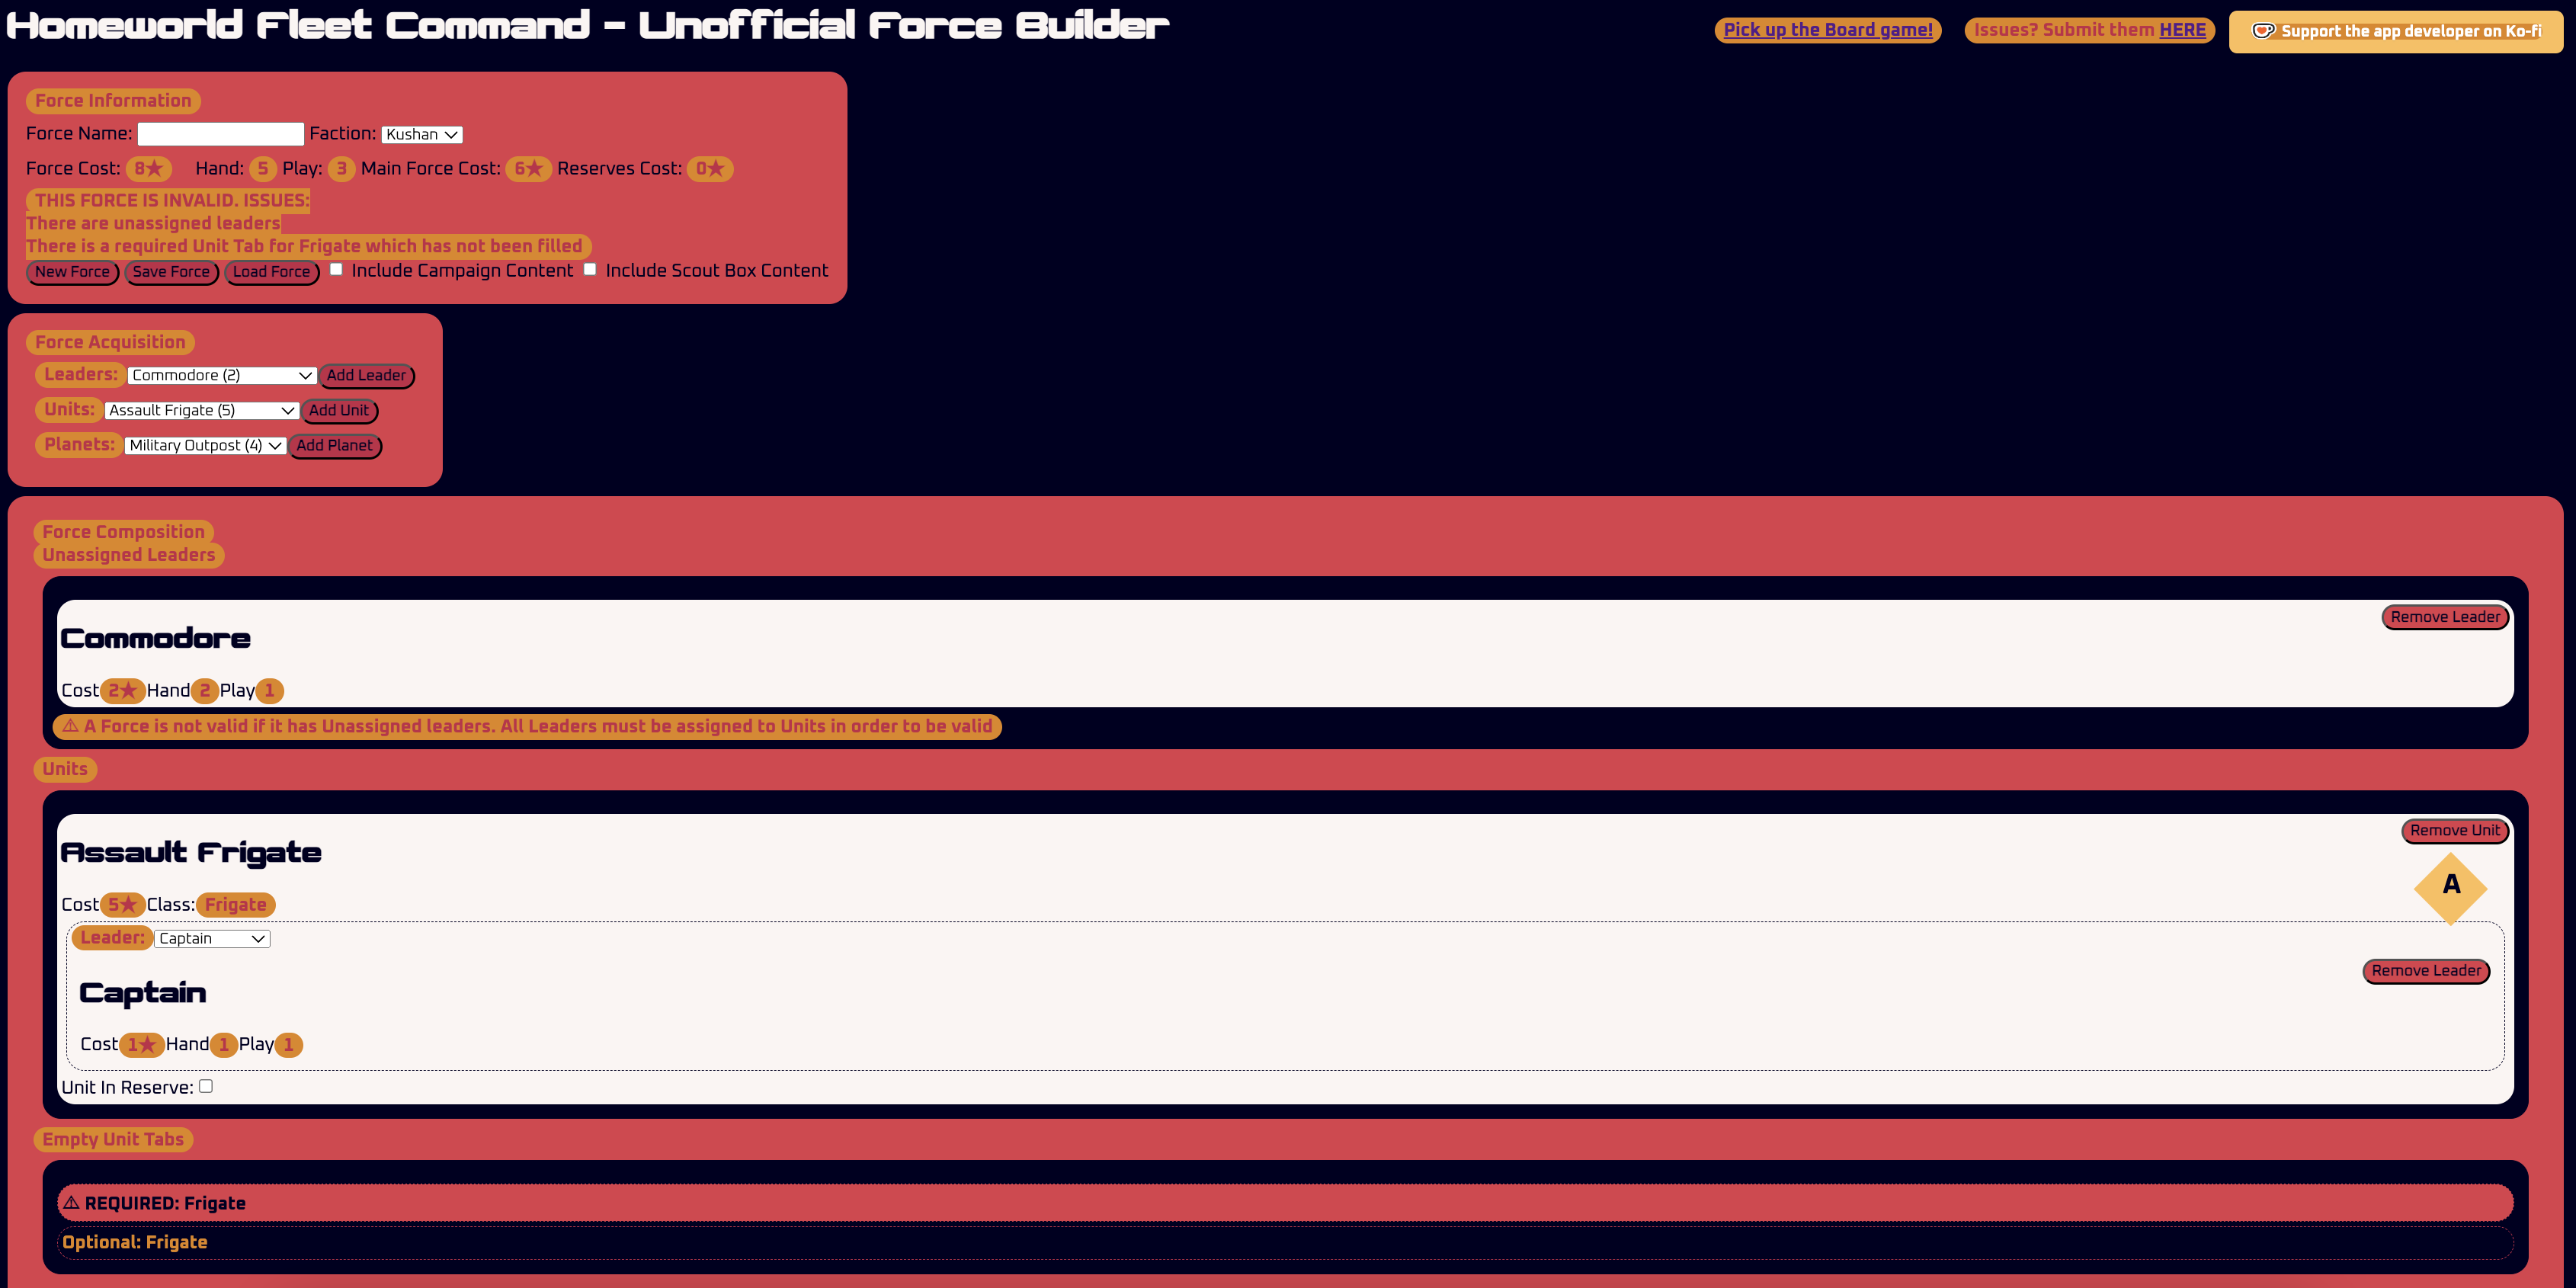 Homeworld Fleet Command - Unofficial Force Builder
Pick up the Board game!
Issues? Submit them HERE
Support the app developer on Ko-fi
Force Information
Force Name: Faction: Kushan
Force Cost: 8★ Hand: 5 Play: 3 Main Force Cost: 6★ Reserves Cost: 0★
THIS FORCE IS INVALID. ISSUES:
There are unassigned leaders
There is a required Unit Tab for Frigate which has not been filled
New Force Save Force Load Force Include Campaign Content Include Scout Box Content
Force Acquisition
Leaders: Commodore (2) Add Leader
Units: Assault Frigate (5) Add Unit
Planets: Military Outpost (4) Add Planet
Force Composition
Unassigned Leaders
Remove Leader
Commodore
Cost 2★ Hand 2 Play 1
⚠ A Force is not valid if it has Unassigned leaders. All Leaders must be assigned to Units in order to be valid
Units
Remove Unit
Assault Frigate
A
Cost 5★ Class: Frigate
Leader: Captain
Remove Leader
Captain
Cost 1★ Hand 1 Play 1
Unit In Reserve:
Empty Unit Tabs
⚠ REQUIRED: Frigate
Optional: Frigate